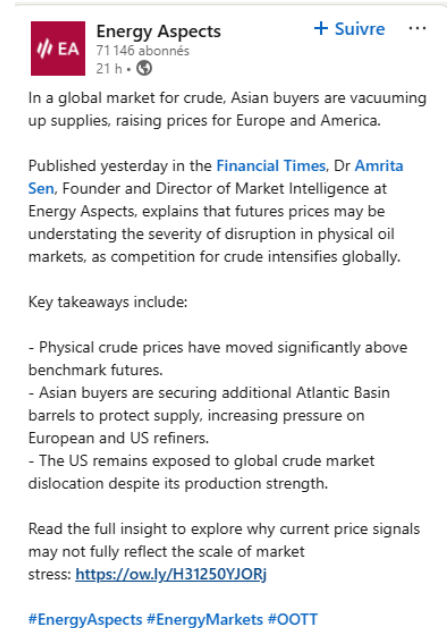 EA
Energy Aspects
+ Suivre ...
71 146 abonnés
21 h •
In a global market for crude, Asian buyers are vacuuming
up supplies, raising prices for Europe and America.
Published yesterday in the Financial Times, Dr Amrita
Sen, Founder and Director of Market Intelligence at
Energy Aspects, explains that futures prices may be
understating the severity of disruption in physical oil
markets, as competition for crude intensifies globally.
Key takeaways include:
- Physical crude prices have moved significantly above
benchmark futures.
- Asian buyers are securing additional Atlantic Basin
barrels to protect supply, increasing pressure on
European and US refiners.
- The US remains exposed to global crude market
dislocation despite its production strength.
Read the full insight to explore why current price signals
may not fully reflect the scale of market
stress: https://ow.ly/H31250YJORj
#EnergyAspects #EnergyMarkets #OOTT